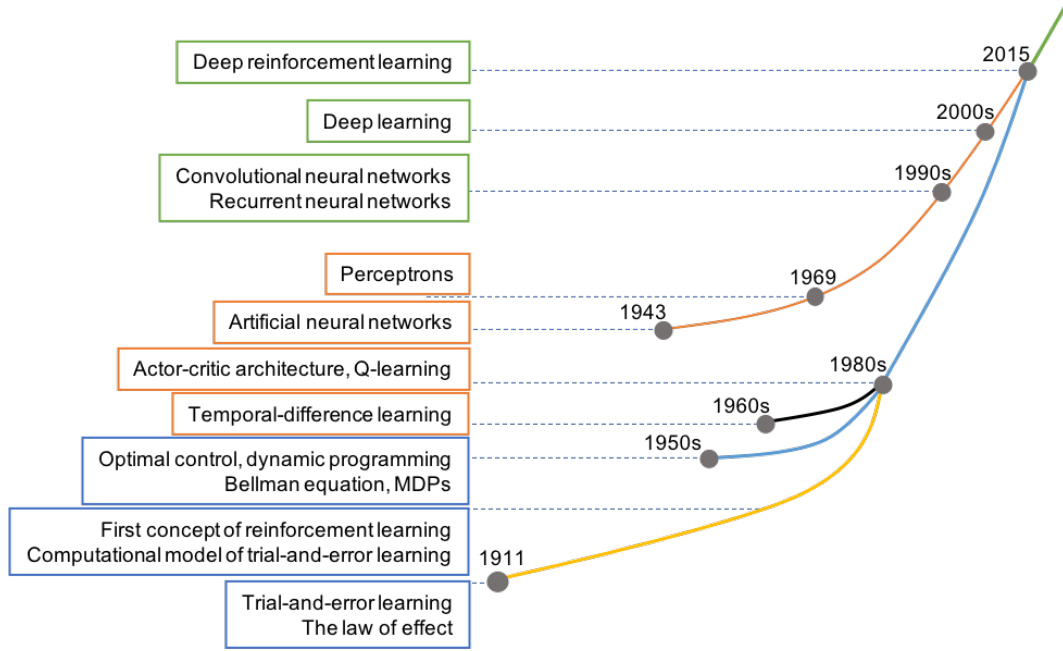 2015
Deep reinforcement learning
2000s
Deep learning
1990s
Convolutional neural networks
Recurrent neural networks
Perceptrons
1969
1943
Artificial neural networks
1980s
Actor-critic architecture, Q-learning
1960s
Temporal-difference learning
1950s
Optimal control, dynamic programming
Bellman equation, MDPs
First concept of reinforcement learning
Computational model of trial-and-error learning
1911
Trial-and-error learning
The law of effect